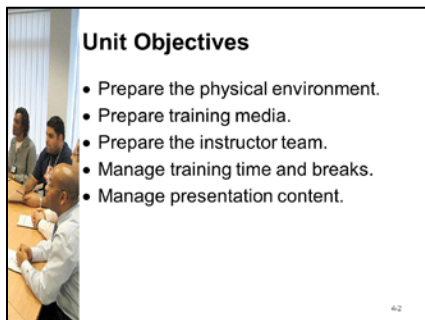 Unit Objectives
• Prepare the physical environment.
• Prepare training media.
• Prepare the instructor team.
• Manage training time and breaks.
• Manage presentation content.
4-2